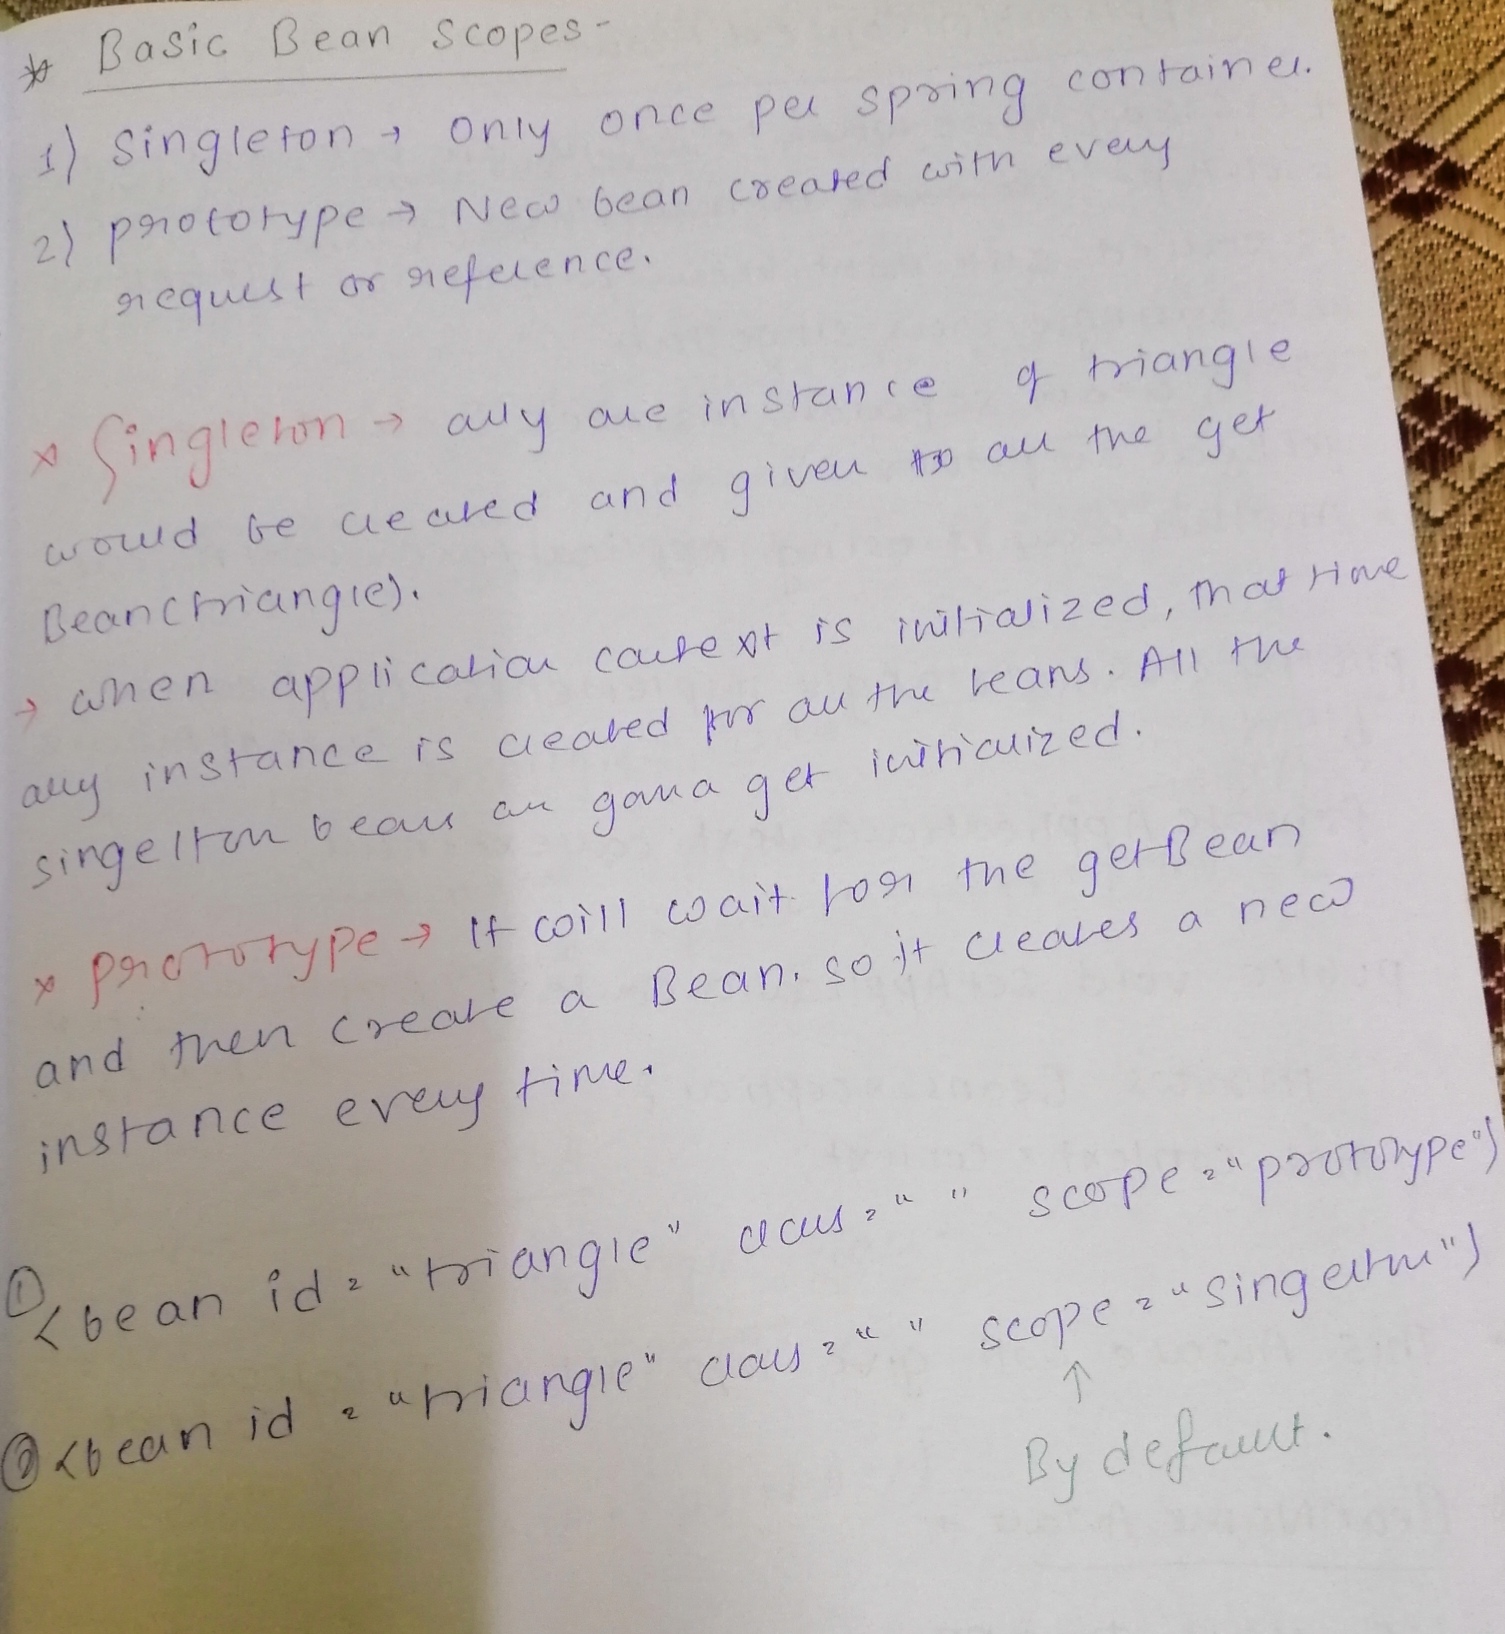 * Basic Bean Scopes-
1) Singleton → Only once per spring container.
2) prototype → New bean created with every
request or reference.
x Singleton → only one instance of triangle
would be created and given to all the get
Bean(triangle).
→ when application context is initialized, that time
any instance is created for all the beans. All the
singelton beans are gonna get initialized.
x prototype → It will wait for the getBean
and then create a Bean. so it creates a new
instance every time.
① <bean id = "triangle" class = " " scope = "prototype")
② <bean id = "triangle" class = " " scope = "singelton")
↑
By default.